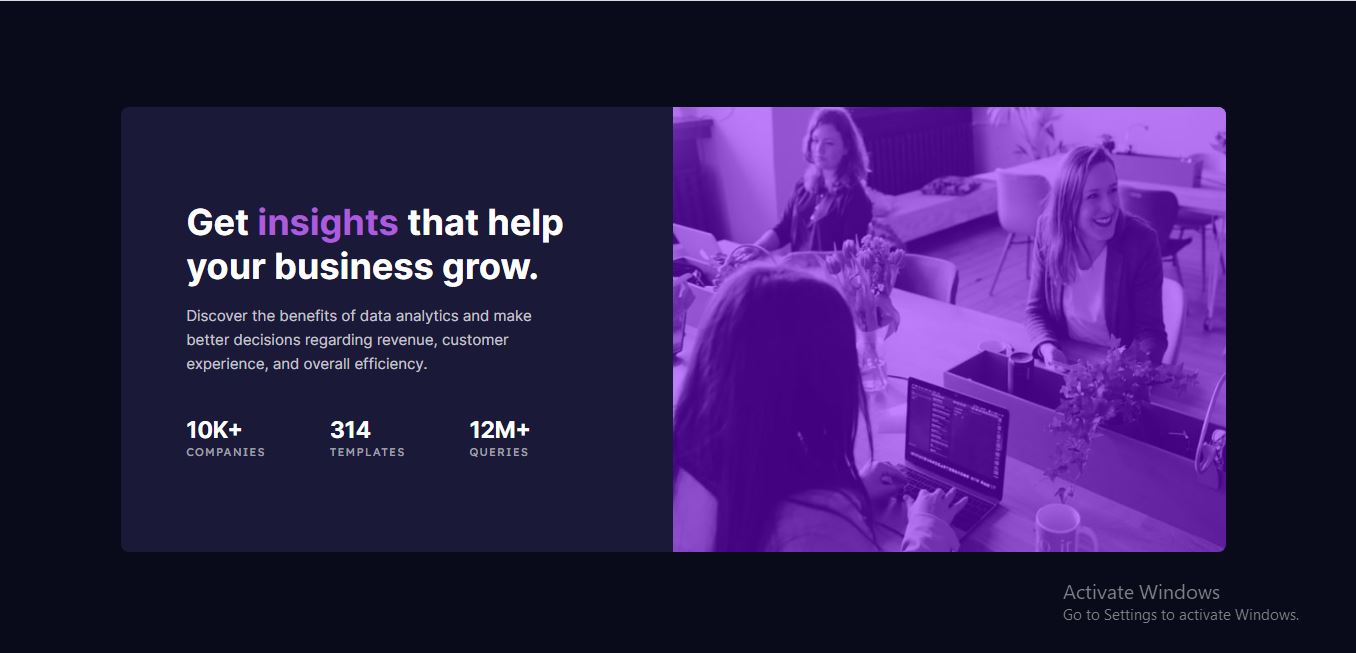 Get insights that help
your business grow.
Discover the benefits of data analytics and make
better decisions regarding revenue, customer
experience, and overall efficiency.
10K+
COMPANIES
314
TEMPLATES
12M+
QUERIES
Activate Windows
Go to Settings to activate Windows.